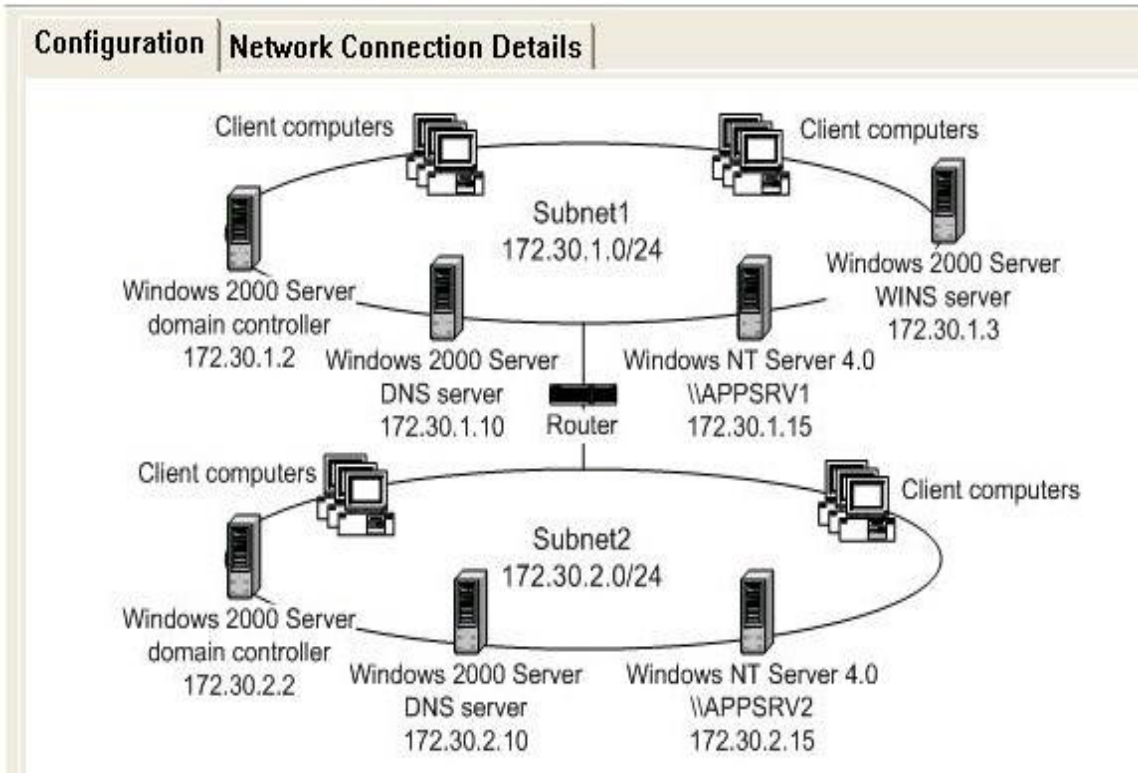 Configuration
Network Connection Details
Client computers
Client computers
Subnet1
172.30.1.0/24
Windows 2000 Server
domain controller
172.30.1.2
Windows 2000 Server
DNS server
172.30.1.10
Router
Windows NT Server 4.0
\\APPSRV1
172.30.1.15
Windows 2000 Server
WINS server
172.30.1.3
Client computers
Client computers
Subnet2
172.30.2.0/24
Windows 2000 Server
domain controller
172.30.2.2
Windows 2000 Server
DNS server
172.30.2.10
Windows NT Server 4.0
\\APPSRV2
172.30.2.15